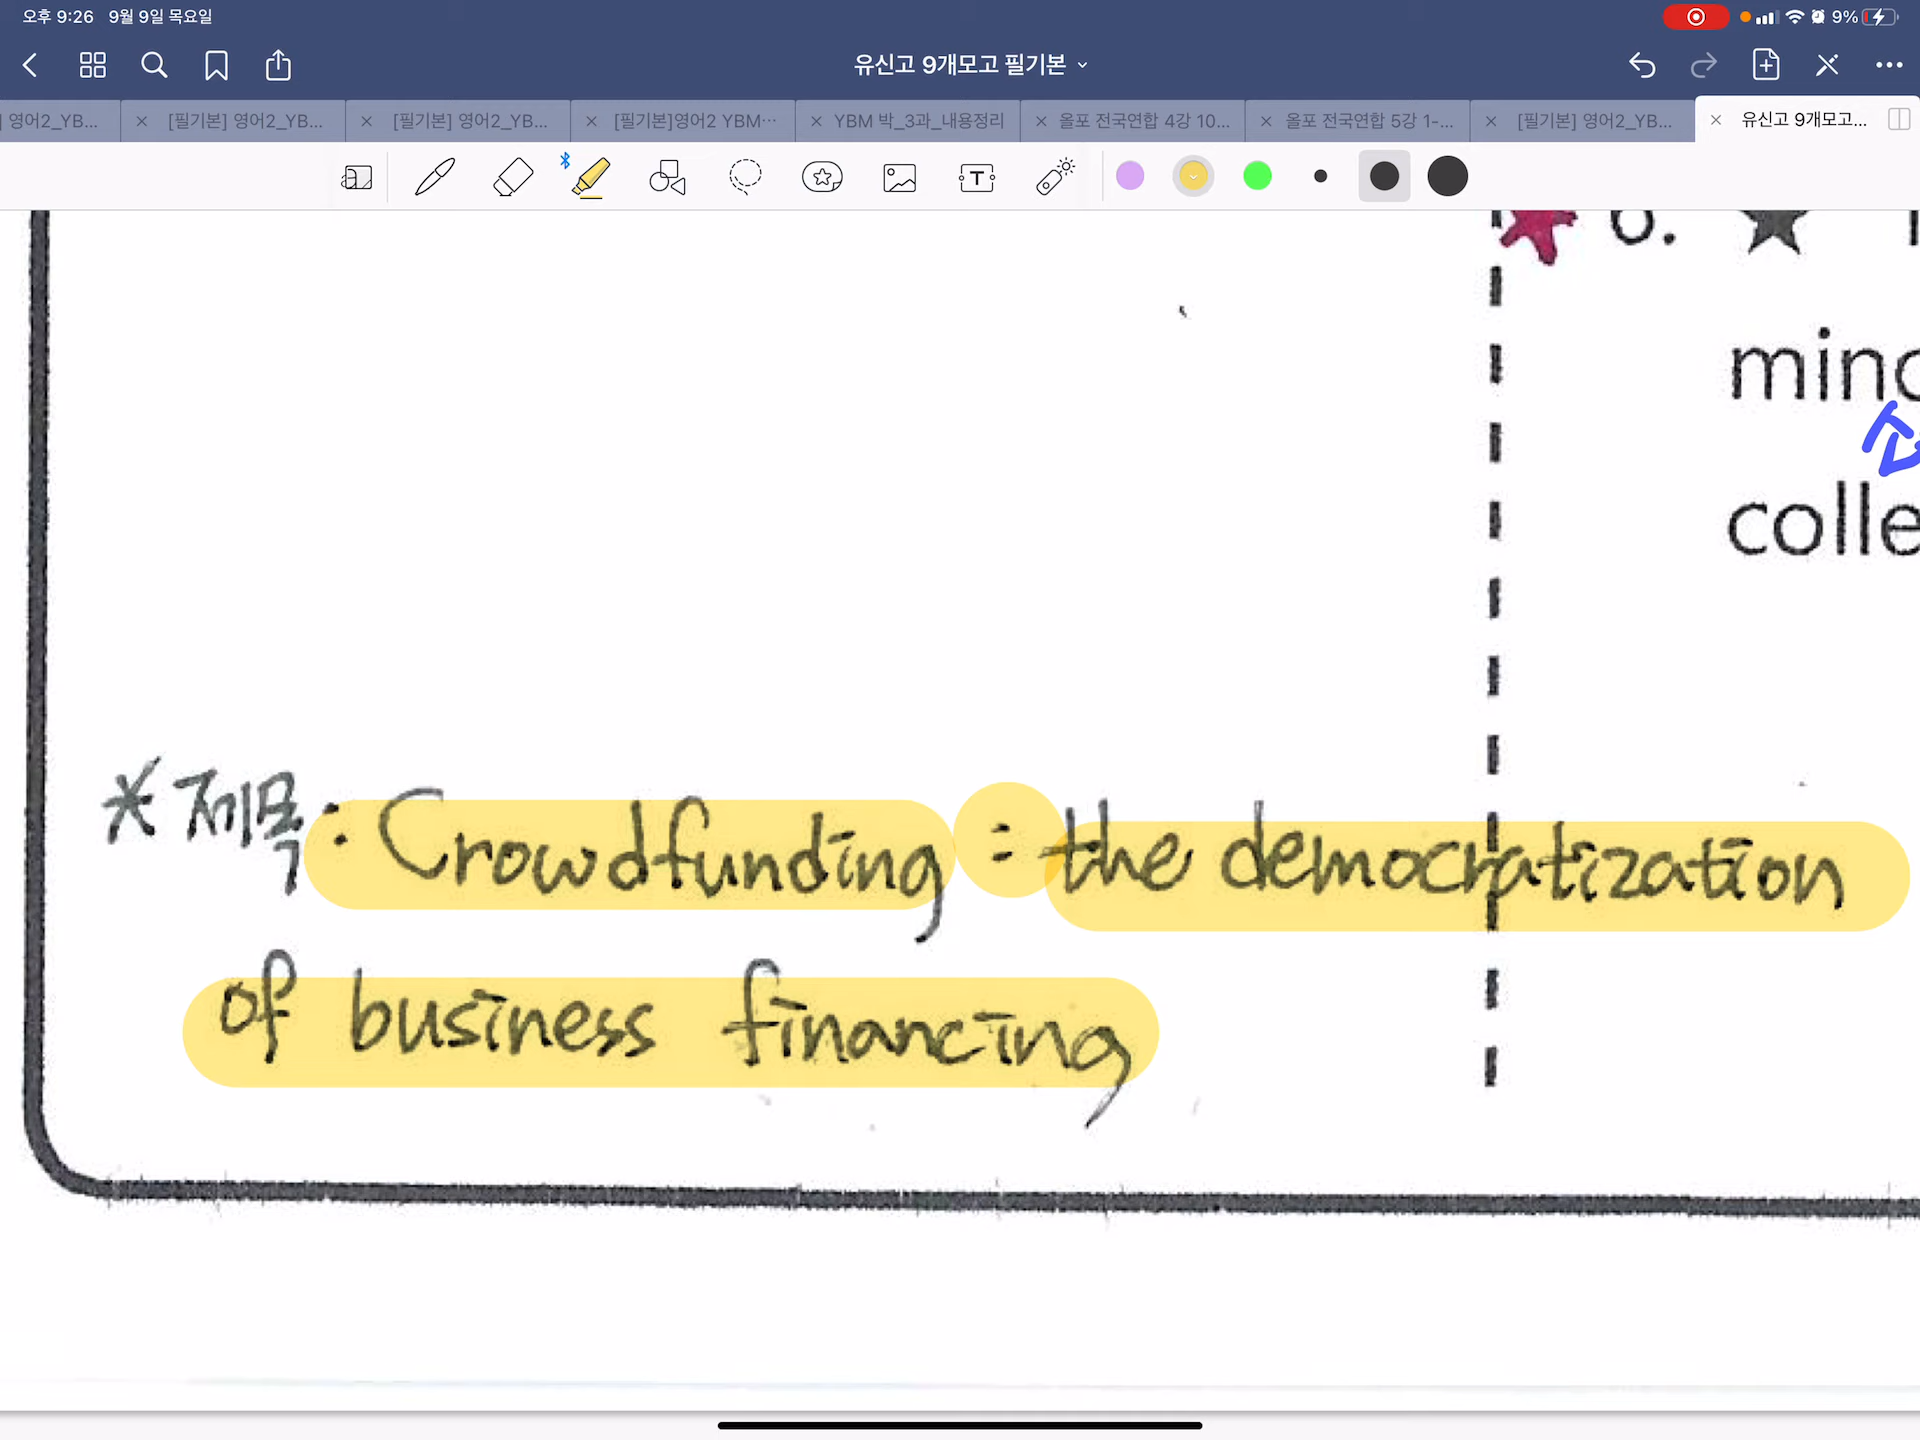 오후 9:26 9월 9일 목요일
9%
유신고 9개모고 필기본
영어2_YB...
[필기본] 영어2_YB...
[필기본] 영어2_YB...
[필기본]영어2 YBM...
YBM 박_3과_내용정리
올포 전국연합 4강 10...
올포 전국연합 5강 1-...
[필기본] 영어2_YB...
유신고 9개모고...
6. ★
minc
colle
*제목: Crowdfunding = the democratization
of business financing